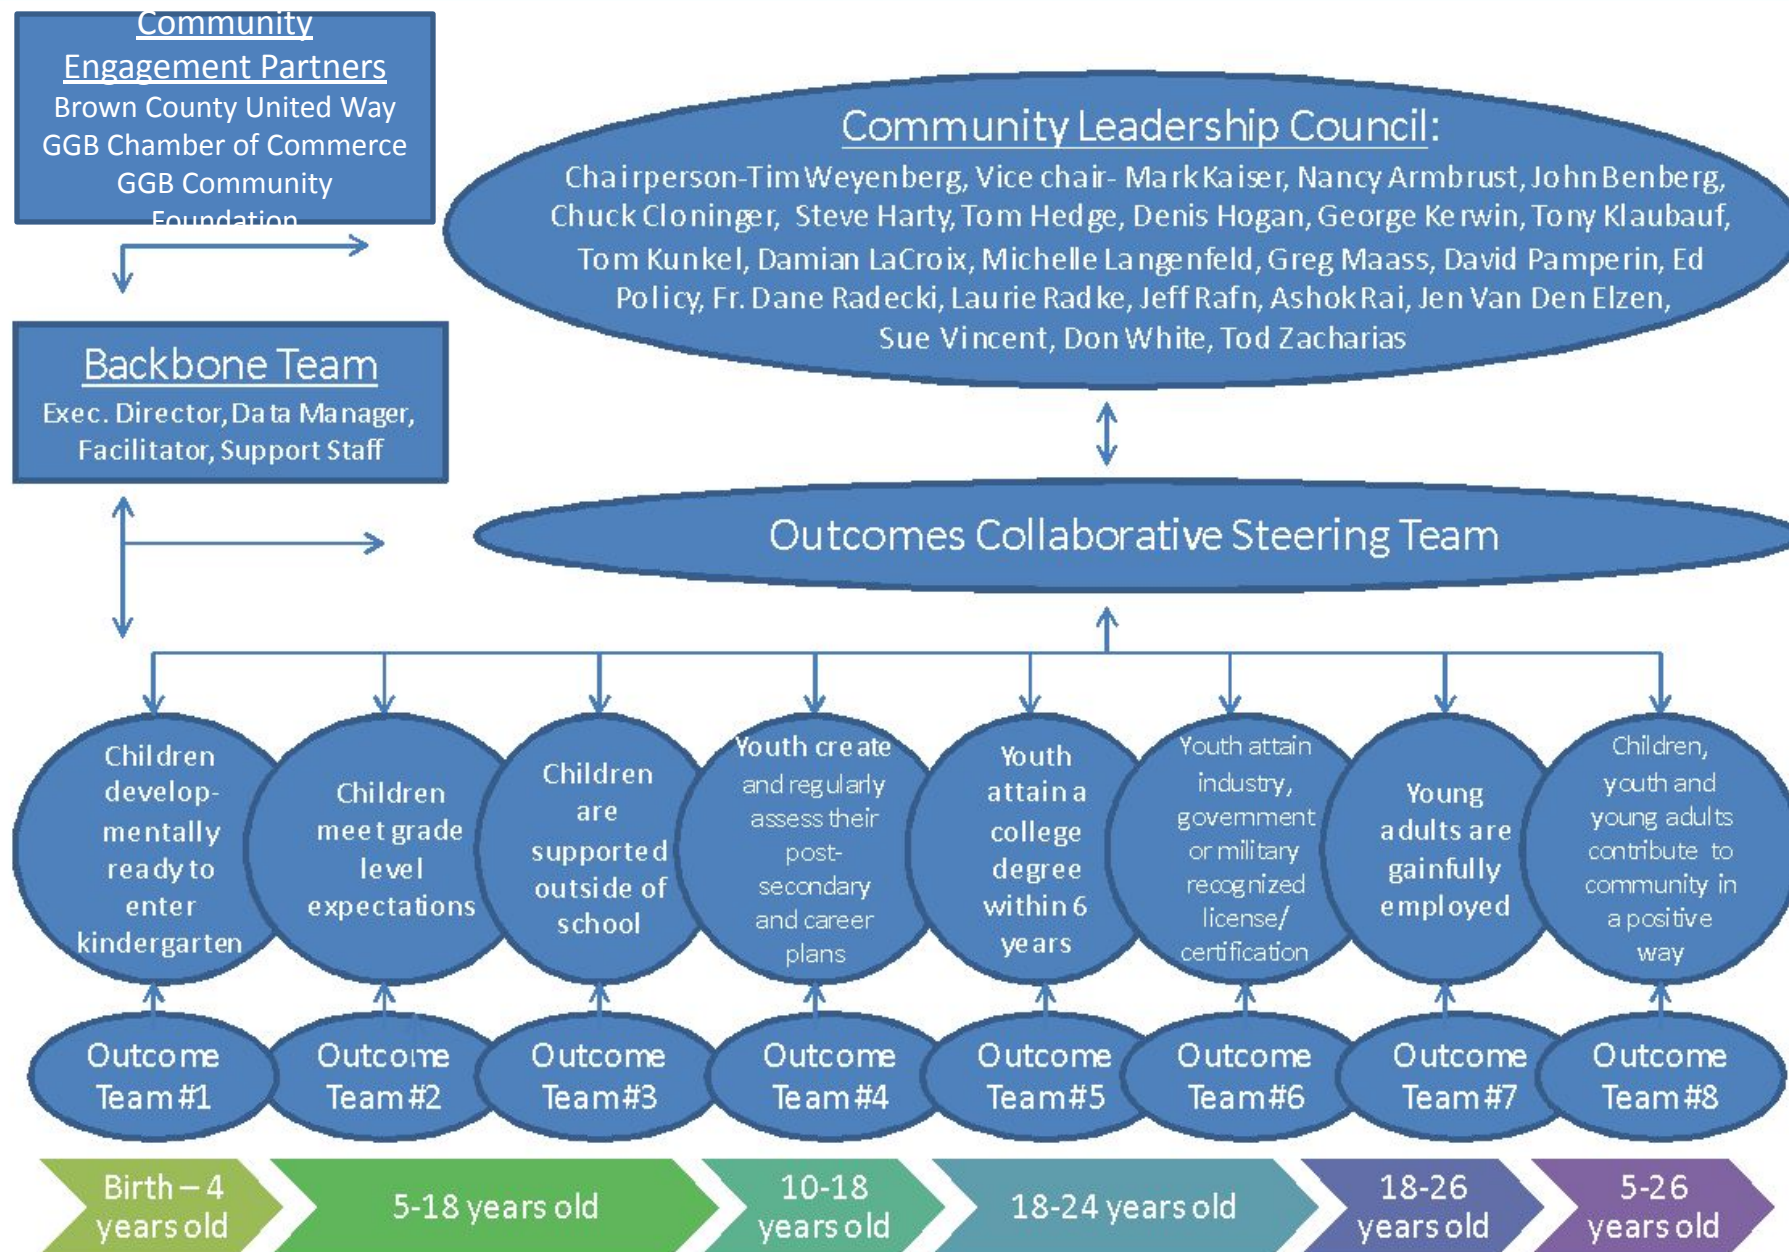 Community
Engagement Partners
Brown County United Way
GGB Chamber of Commerce
GGB Community
Foundation
Community Leadership Council:
Chairperson-Tim Weyenberg, Vice chair- Mark Kaiser, Nancy Armbrust, John Benberg,
Chuck Cloninger, Steve Harty, Tom Hedge, Denis Hogan, George Kerwin, Tony Klaubauf,
Tom Kunkel, Damian LaCroix, Michelle Langenfeld, Greg Maass, David Pamperin, Ed
Policy, Fr. Dane Radecki, Laurie Radke, Jeff Rafn, Ashok Rai, Jen Van Den Elzen,
Sue Vincent, Don White, Tod Zacharias
Backbone Team
Exec. Director, Data Manager,
Facilitator, Support Staff
Outcomes Collaborative Steering Team
Children
develop-
mentally
ready to
enter
kindergarten
Children
meet grade
level
expectations
Children
are
supported
outside of
school
Youth create
and regularly
assess their
post-
secondary
and career
plans
Youth
attain a
college
degree
within 6
years
Youth attain
industry,
government
or military
recognized
license/
certification
Young
adults are
gainfully
employed
Children,
youth and
young adults
contribute to
community in
a positive
way
Outcome
Team #1
Outcome
Team #2
Outcome
Team #3
Outcome
Team #4
Outcome
Team #5
Outcome
Team #6
Outcome
Team #7
Outcome
Team #8
Birth – 4
years old
5-18 years old
10-18
years old
18-24 years old
18-26
years old
5-26
years old